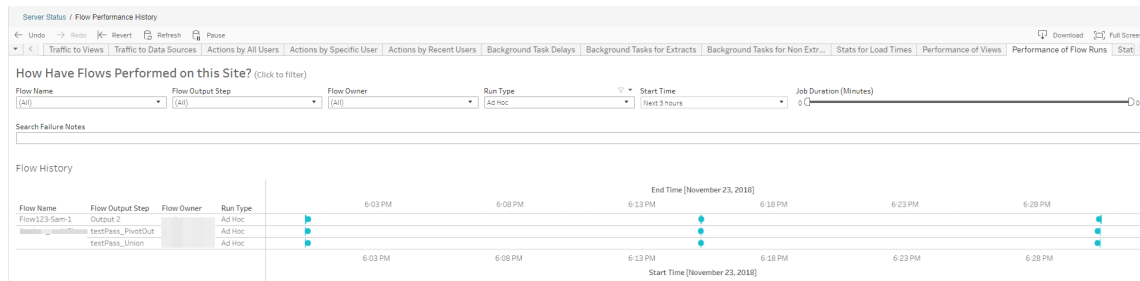 Server Status / Flow Performance History
Undo Redo Revert Refresh Pause Download Full Scree
Traffic to Views Traffic to Data Sources Actions by All Users Actions by Specific User Actions by Recent Users Background Task Delays Background Tasks for Extracts Background Tasks for Non Extr... Stats for Load Times Performance of Views Performance of Flow Runs Stat
How Have Flows Performed on this Site? (Click to filter)
Flow Name Flow Output Step Flow Owner Run Type Start Time Job Duration (Minutes)
(All) (All) (All) Ad Hoc Next 3 hours 0 0
Search Failure Notes
Flow History
End Time [November 23, 2018]
6:03 PM 6:08 PM 6:13 PM 6:18 PM 6:23 PM 6:28 PM
Flow Name Flow Output Step Flow Owner Run Type
Flow123-Sam-1 Output 2 Ad Hoc
testPass_PivotOut Ad Hoc
testPass_Union Ad Hoc
6:03 PM 6:08 PM 6:13 PM 6:18 PM 6:23 PM 6:28 PM
Start Time [November 23, 2018]